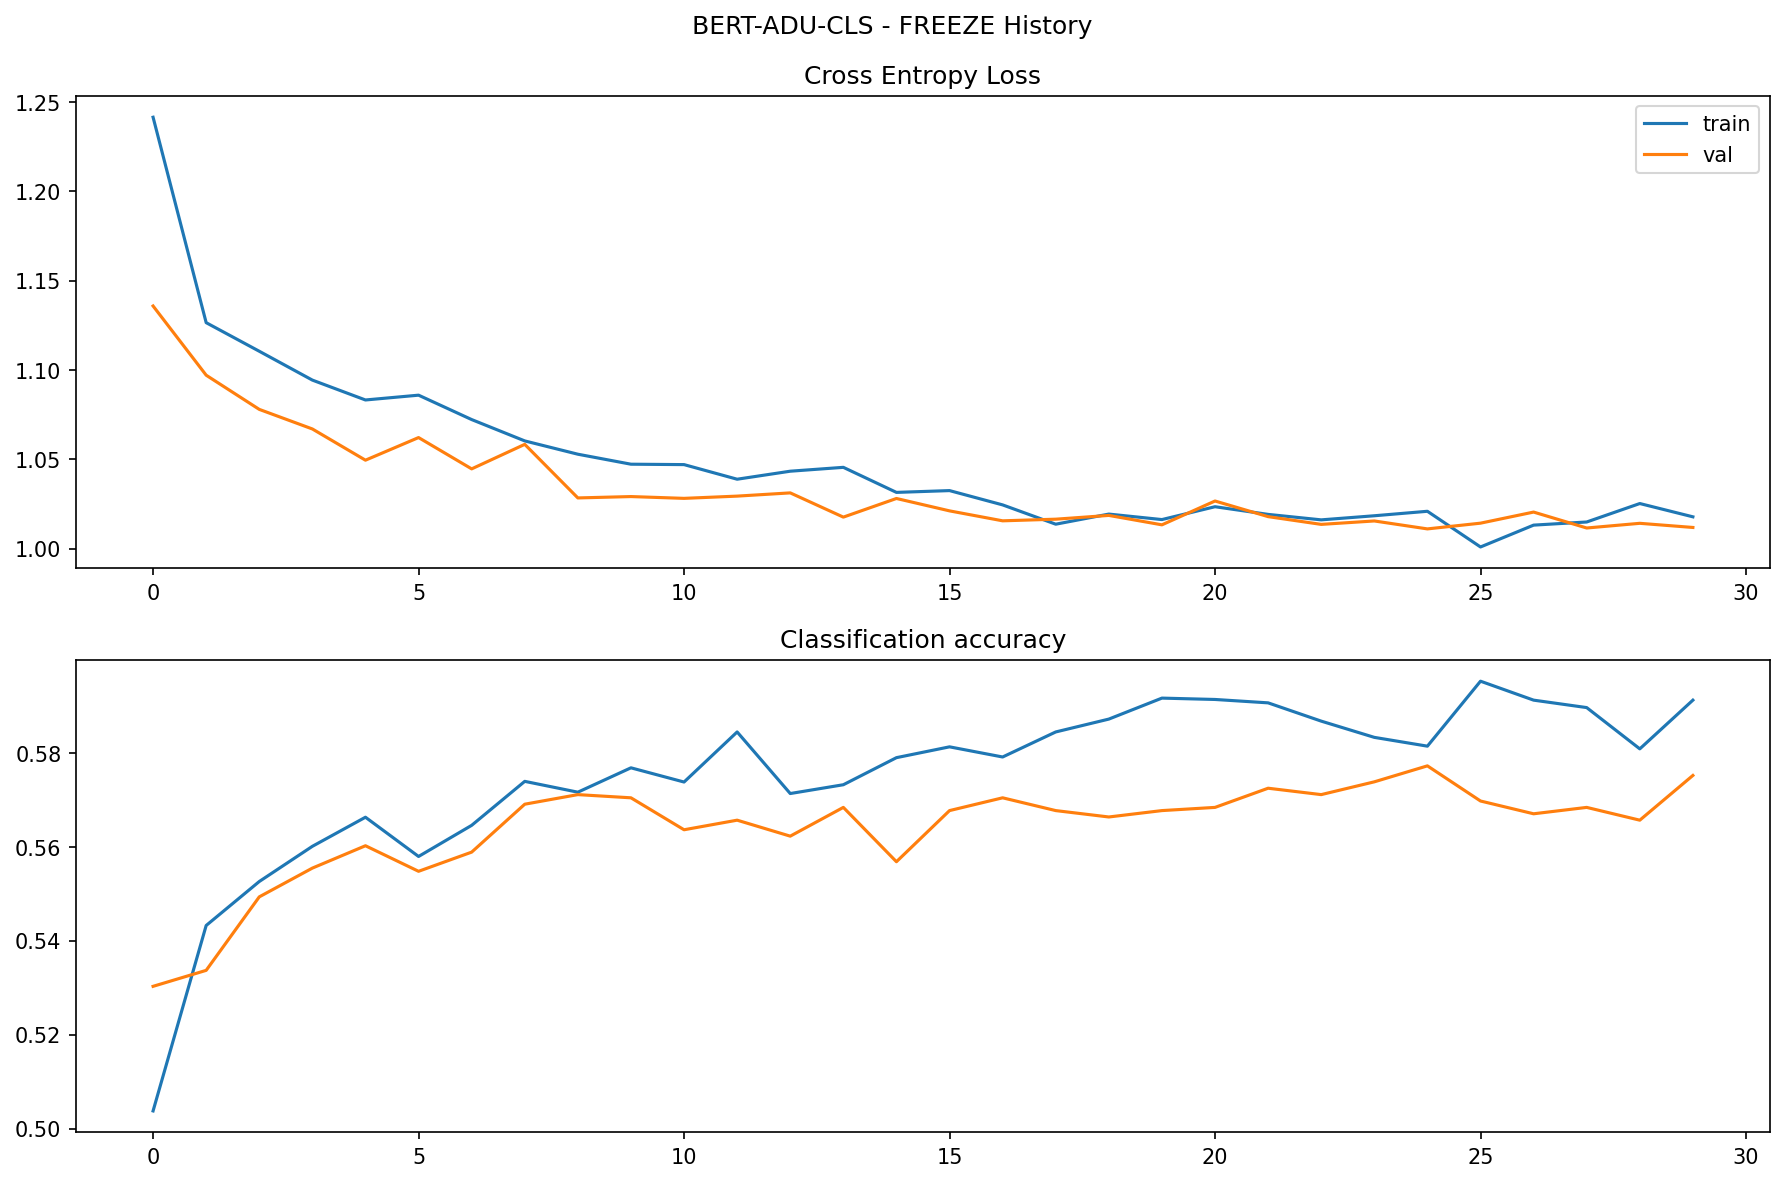 BERT-ADU-CLS - FREEZE History
Cross Entropy Loss
1.25
1.20
1.15
1.10
1.05
1.00
train
val
0 5 10 15 20 25 30
Classification accuracy
0.58
0.56
0.54
0.52
0.50
0 5 10 15 20 25 30